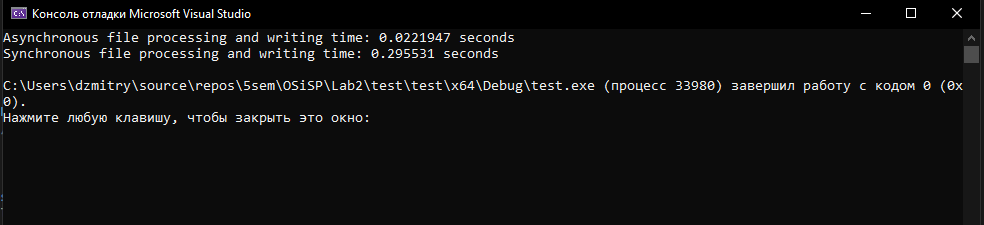 Консоль отладки Microsoft Visual Studio
Asynchronous file processing and writing time: 0.0221947 seconds
Synchronous file processing and writing time: 0.295531 seconds
C:\Users\dzmitry\source\repos\5sem\OSiSP\Lab2\test\test\x64\Debug\test.exe (процесс 33980) завершил работу с кодом 0 (0x
0).
Нажмите любую клавишу, чтобы закрыть это окно: